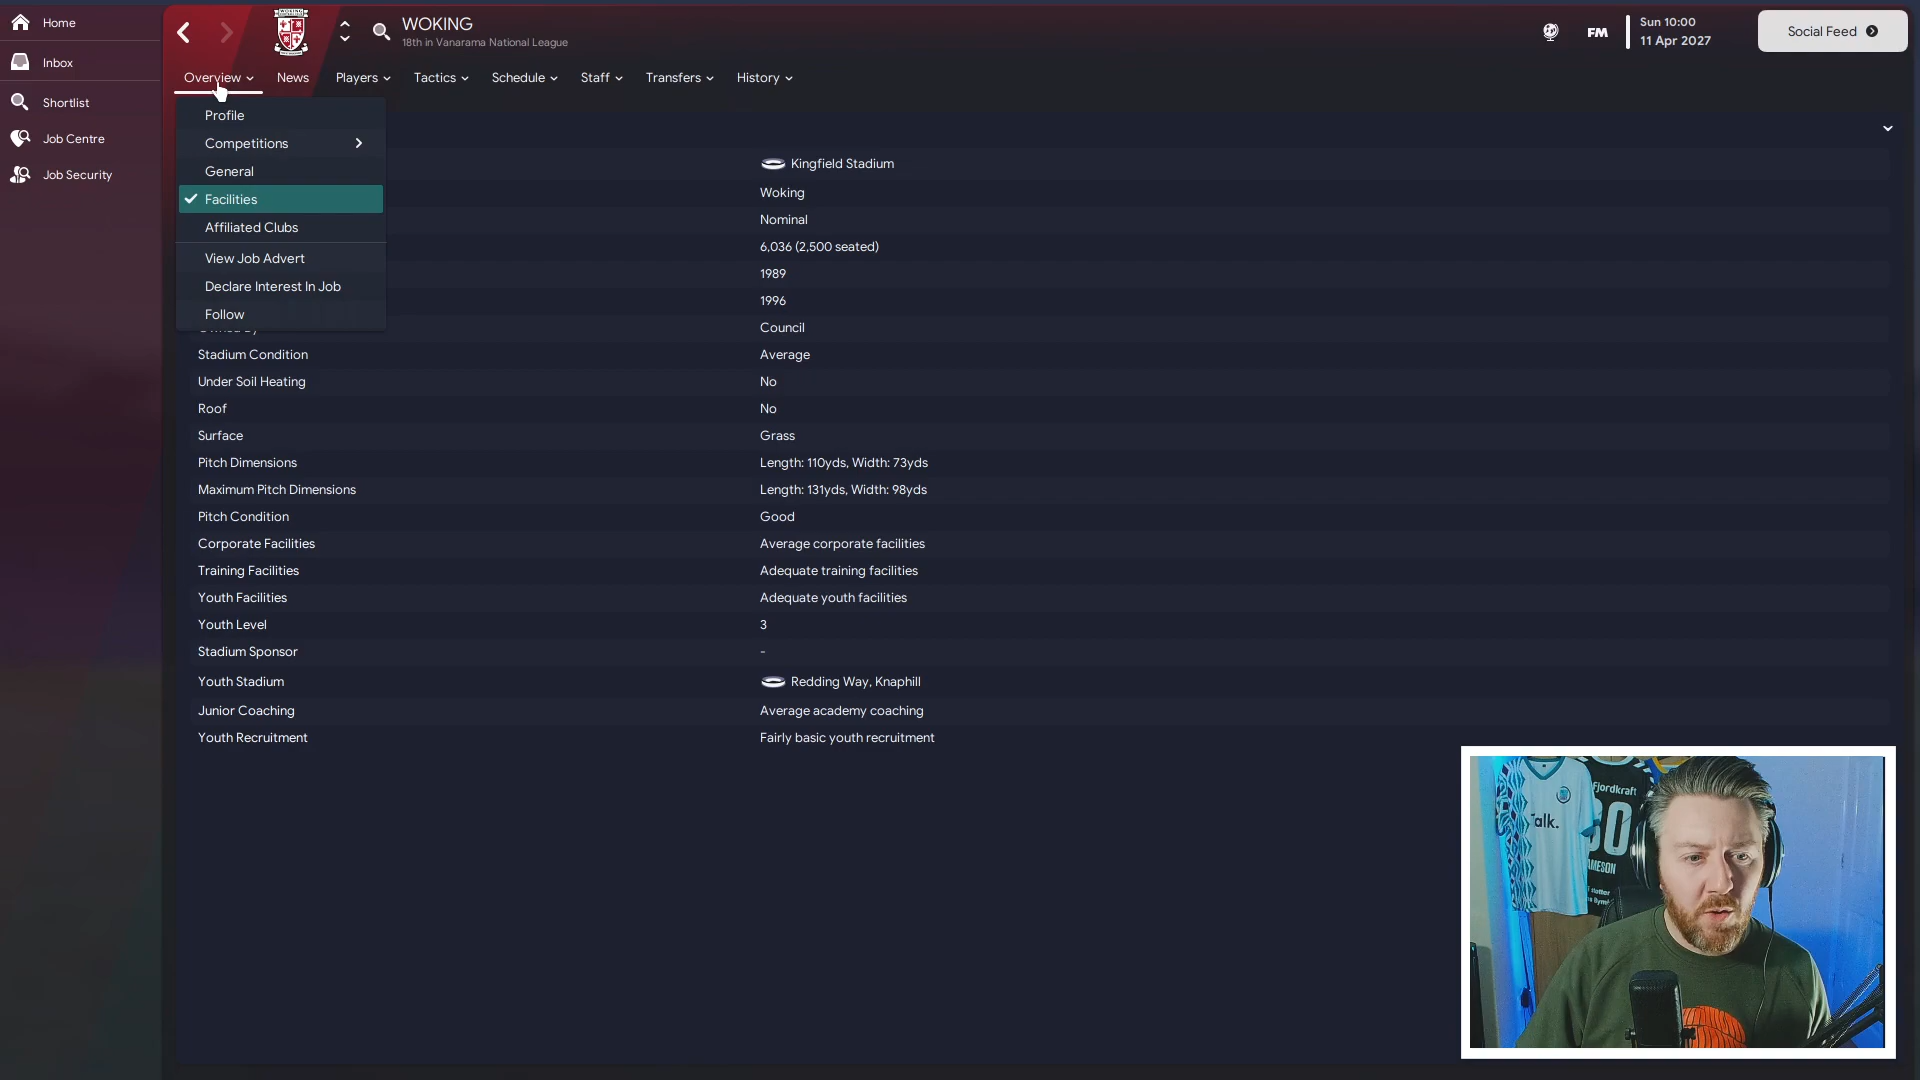 Home
Inbox
Shortlist
Job Centre
Job Security
WOKING
WOKING
18th in Vanarama National League
FM
Sun 10:00
11 Apr 2027
Social Feed
Overview
News
Players
Tactics
Schedule
Staff
Transfers
History
Profile
Competitions
General
Facilities
Affiliated Clubs
View Job Advert
Declare Interest In Job
Follow
Kingfield Stadium
Woking
Nominal
6,036 (2,500 seated)
1989
1996
Owned By Council
Stadium Condition Average
Under Soil Heating No
Roof No
Surface Grass
Pitch Dimensions Length: 110yds, Width: 73yds
Maximum Pitch Dimensions Length: 131yds, Width: 98yds
Pitch Condition Good
Corporate Facilities Average corporate facilities
Training Facilities Adequate training facilities
Youth Facilities Adequate youth facilities
Youth Level 3
Stadium Sponsor -
Youth Stadium Redding Way, Knaphill
Junior Coaching Average academy coaching
Youth Recruitment Fairly basic youth recruitment
Fjordkraft